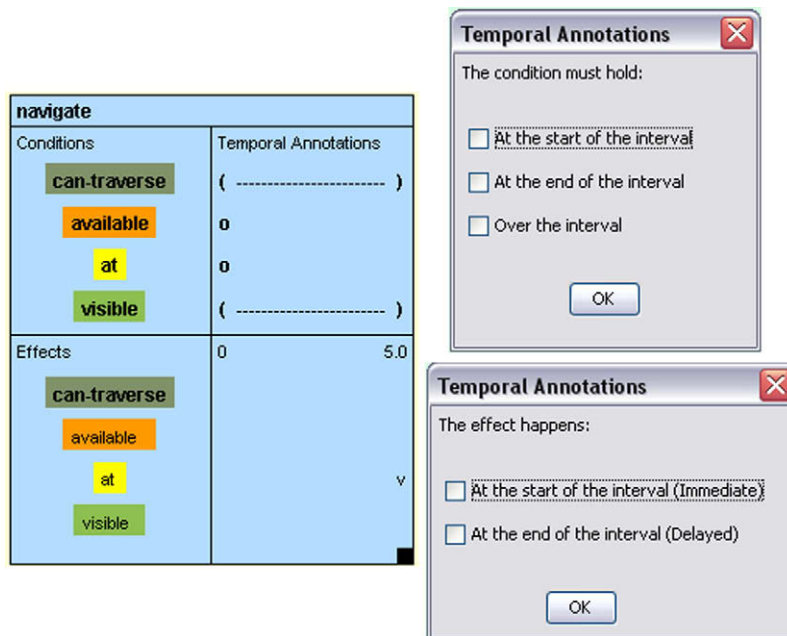 navigate
Conditions
Temporal Annotations
can-traverse
( ------------------------ )
available
o
at
o
visible
( ------------------------ )
Effects
0 5.0
can-traverse
available
at
v
visible
Temporal Annotations
The condition must hold:
At the start of the interval
At the end of the interval
Over the interval
OK
Temporal Annotations
The effect happens:
At the start of the interval (Immediate)
At the end of the interval (Delayed)
OK